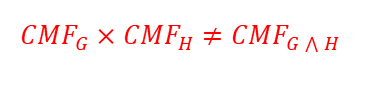 CMF_G × CMF_H ≠ CMF_{G ∧ H}